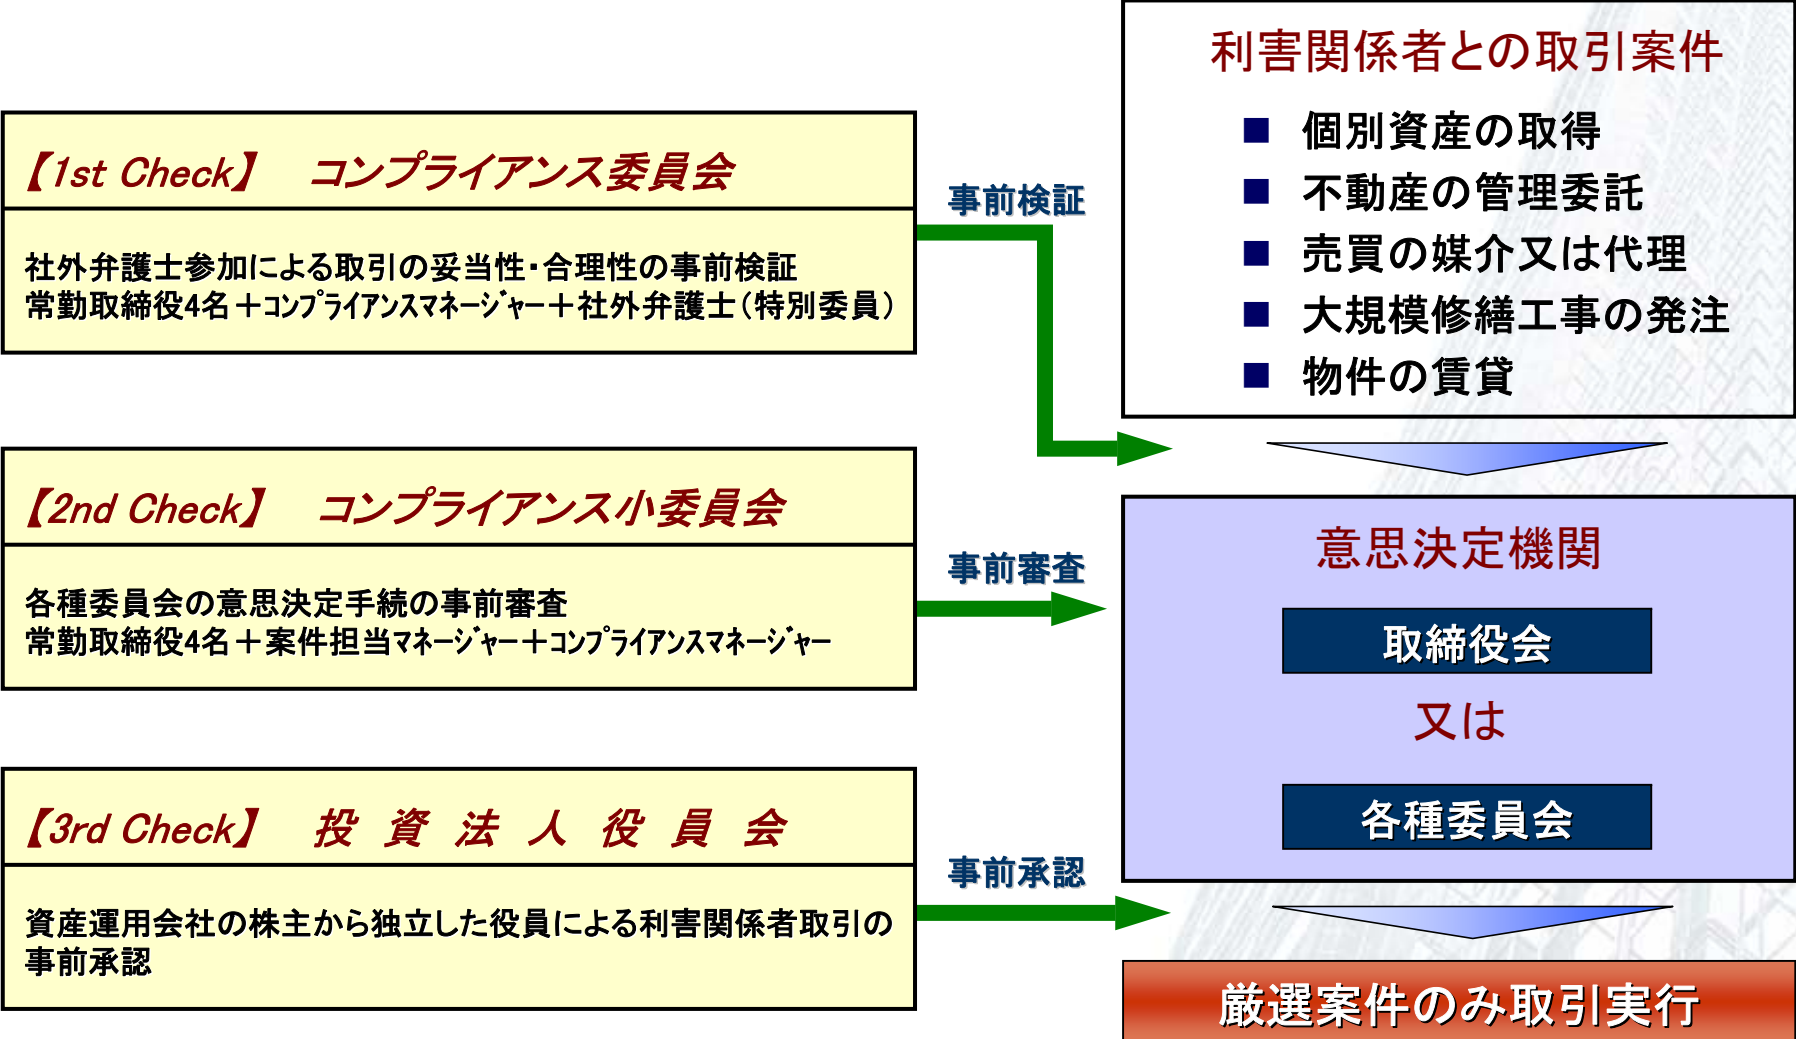 【1st Check】 コンプライアンス委員会
社外弁護士参加による取引の妥当性・合理性の事前検証
常勤取締役4名＋ｺﾝﾌﾟﾗｲｱﾝｽﾏﾈｰｼﾞｬｰ＋社外弁護士（特別委員）
事前検証
【2nd Check】 コンプライアンス小委員会
各種委員会の意思決定手続の事前審査
常勤取締役4名＋案件担当ﾏﾈｰｼﾞｬｰ＋ｺﾝﾌﾟﾗｲｱﾝｽﾏﾈｰｼﾞｬｰ
事前審査
【3rd Check】 投 資 法 人 役 員 会
資産運用会社の株主から独立した役員による利害関係者取引の
事前承認
事前承認
利害関係者との取引案件
■ 個別資産の取得
■ 不動産の管理委託
■ 売買の媒介又は代理
■ 大規模修繕工事の発注
■ 物件の賃貸
意思決定機関
取締役会
又は
各種委員会
厳選案件のみ取引実行